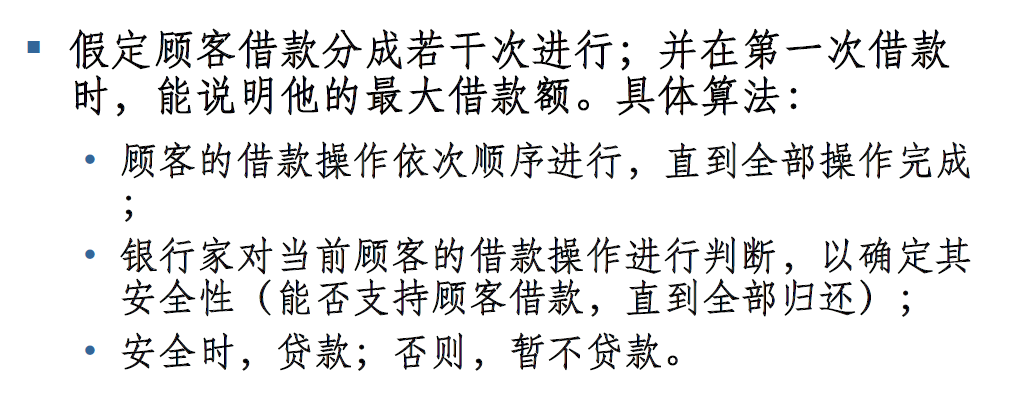 ▪ 假定顾客借款分成若干次进行；并在第一次借款
时，能说明他的最大借款额。具体算法：
• 顾客的借款操作依次顺序进行，直到全部操作完成
；
• 银行家对当前顾客的借款操作进行判断，以确定其
安全性（能否支持顾客借款，直到全部归还）；
• 安全时，贷款；否则，暂不贷款。